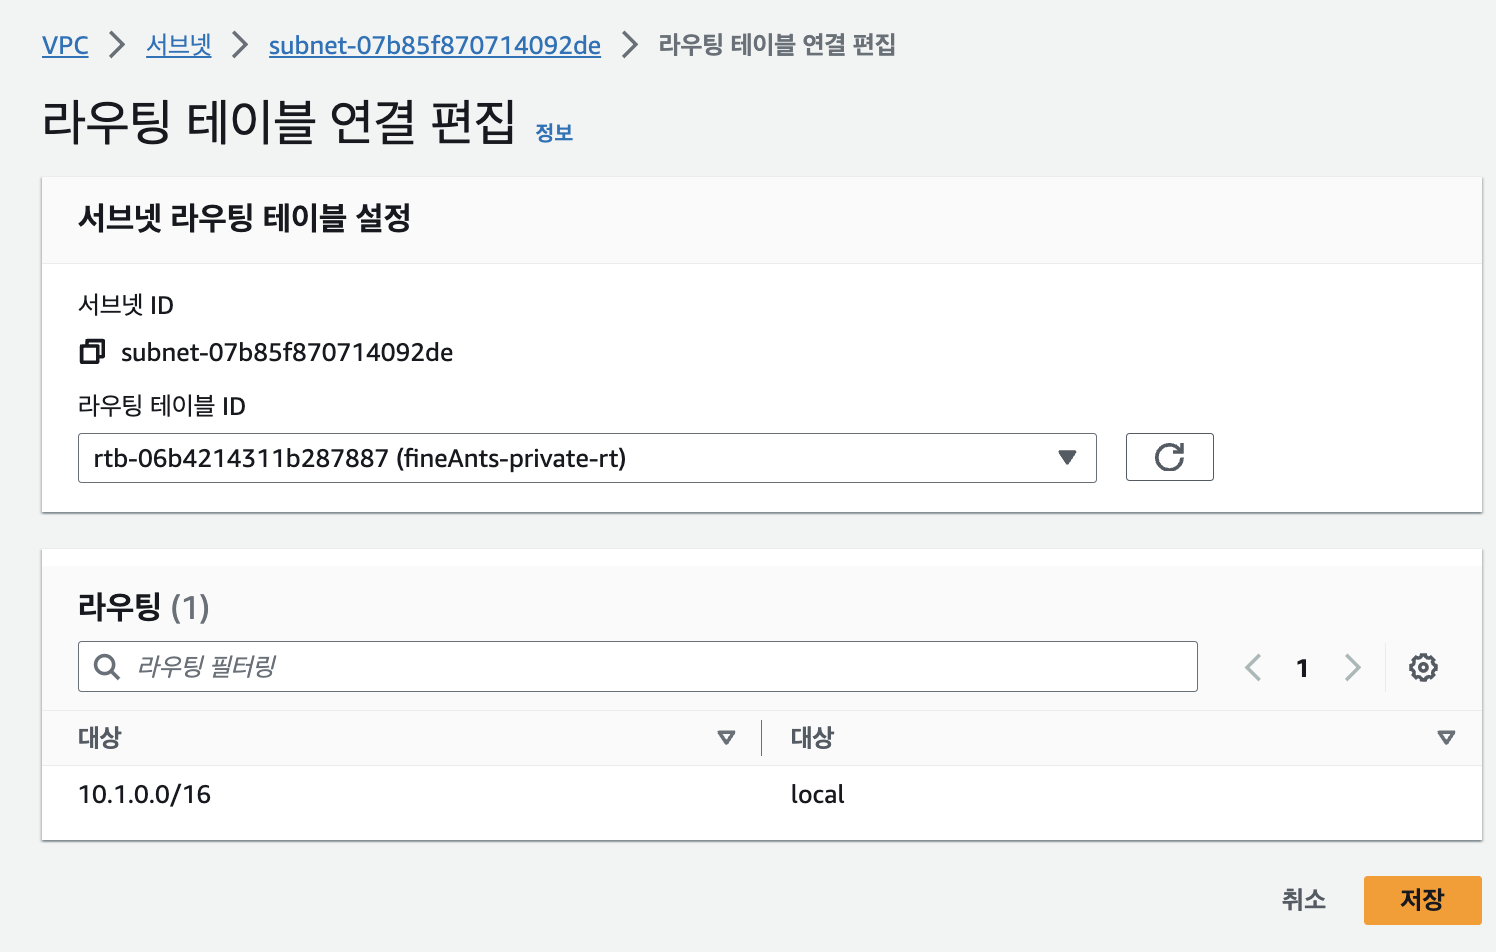 VPC > 서브넷 > subnet-07b85f870714092de > 라우팅 테이블 연결 편집
라우팅 테이블 연결 편집 정보
서브넷 라우팅 테이블 설정
서브넷 ID
subnet-07b85f870714092de
라우팅 테이블 ID
rtb-06b4214311b287887 (fineAnts-private-rt)
라우팅 (1)
라우팅 필터링 1
대상 대상
10.1.0.0/16 local
취소 저장